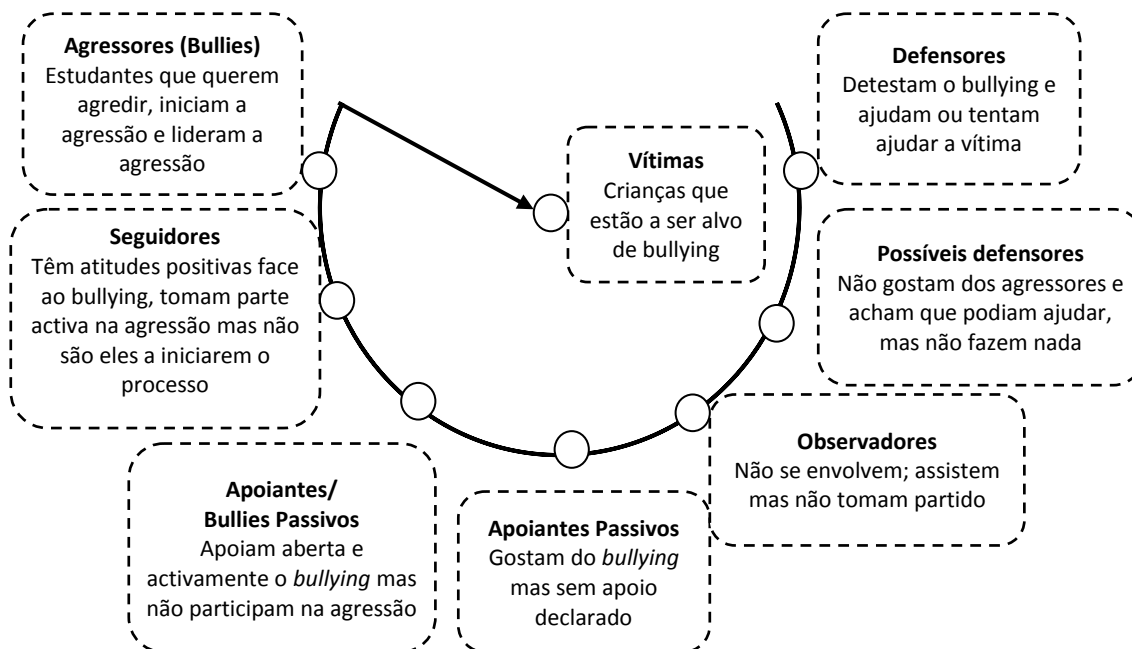 Agressores (Bullies)
Estudantes que querem
agredir, iniciam a
agressão e lideram a
agressão
Seguidores
Têm atitudes positivas face
ao bullying, tomam parte
activa na agressão mas não
são eles a iniciarem o
processo
Apoiantes/
Bullies Passivos
Apoiam aberta e
activamente o bullying mas
não participam na agressão
Apoiantes Passivos
Gostam do bullying
mas sem apoio
declarado
Observadores
Não se envolvem; assistem
mas não tomam partido
Possíveis defensores
Não gostam dos agressores e
acham que podiam ajudar,
mas não fazem nada
Defensores
Detestam o bullying e
ajudam ou tentam
ajudar a vítima
Vítimas
Crianças que
estão a ser alvo
de bullying